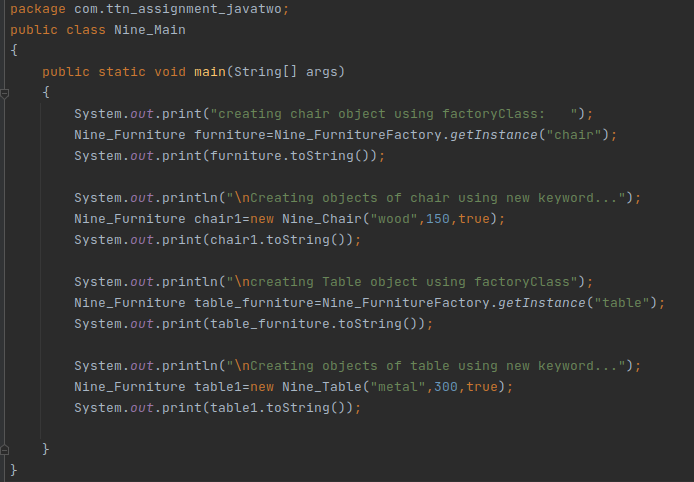 package com.ttn_assignment_javatwo;
public class Nine_Main
{
    public static void main(String[] args)
    {
        System.out.print("creating chair object using factoryClass:   ");
        Nine_Furniture furniture=Nine_FurnitureFactory.getInstance("chair");
        System.out.print(furniture.toString());

        System.out.println("\nCreating objects of chair using new keyword...");
        Nine_Furniture chair1=new Nine_Chair("wood",150,true);
        System.out.print(chair1.toString());

        System.out.println("\ncreating Table object using factoryClass");
        Nine_Furniture table_furniture=Nine_FurnitureFactory.getInstance("table");
        System.out.print(table_furniture.toString());

        System.out.println("\nCreating objects of table using new keyword...");
        Nine_Furniture table1=new Nine_Table("metal",300,true);
        System.out.print(table1.toString());

    }
}